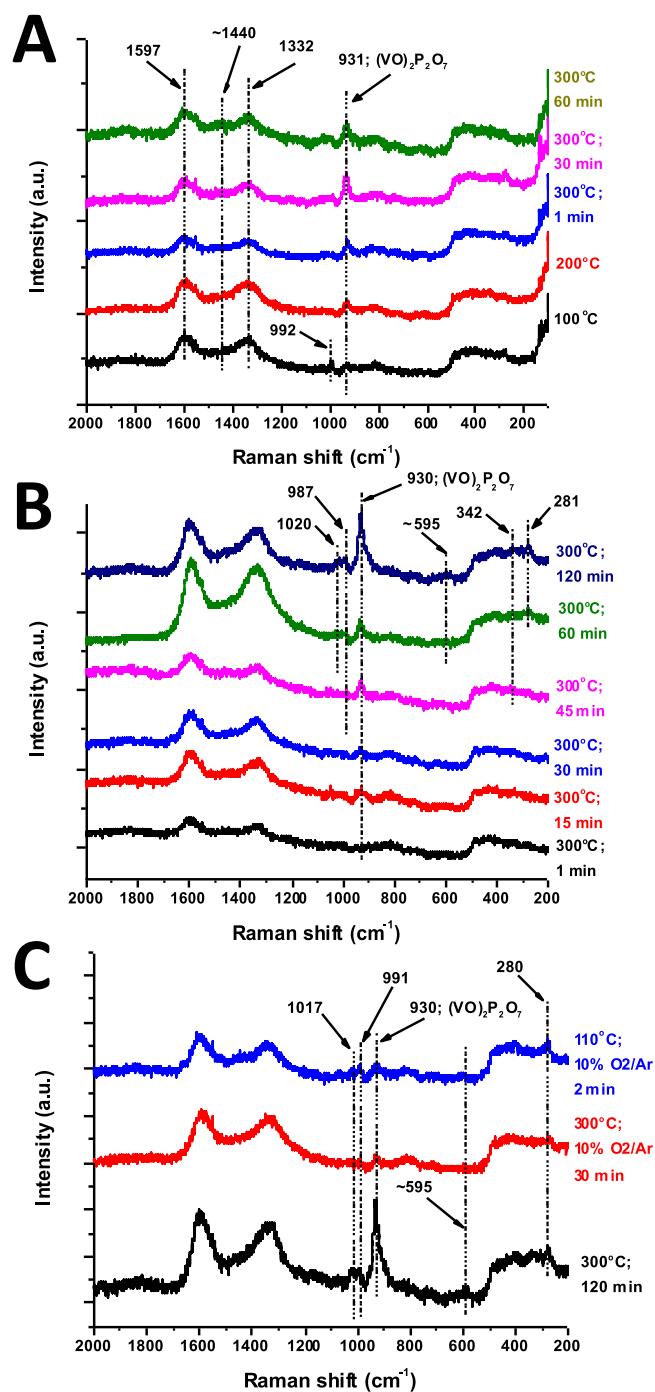 A
1597
~1440
1332
931; (VO)₂P₂O₇
300°C
60 min
300°C;
30 min
300°C;
1 min
200°C
100°C
992
Intensity (a.u.)
2000 1800 1600 1400 1200 1000 800 600 400 200
Raman shift (cm⁻¹)
B
930; (VO)₂P₂O₇
987
1020
~595
342
281
300°C;
120 min
300°C;
60 min
300°C;
45 min
300°C;
30 min
300°C;
15 min
300°C;
1 min
Intensity (a.u.)
2000 1800 1600 1400 1200 1000 800 600 400 200
Raman shift (cm⁻¹)
C
280
991
1017
930; (VO)₂P₂O₇
110°C;
10% O2/Ar
2 min
300°C;
10% O2/Ar
30 min
~595
300°C;
120 min
Intensity (a.u.)
2000 1800 1600 1400 1200 1000 800 600 400 200
Raman shift (cm⁻¹)